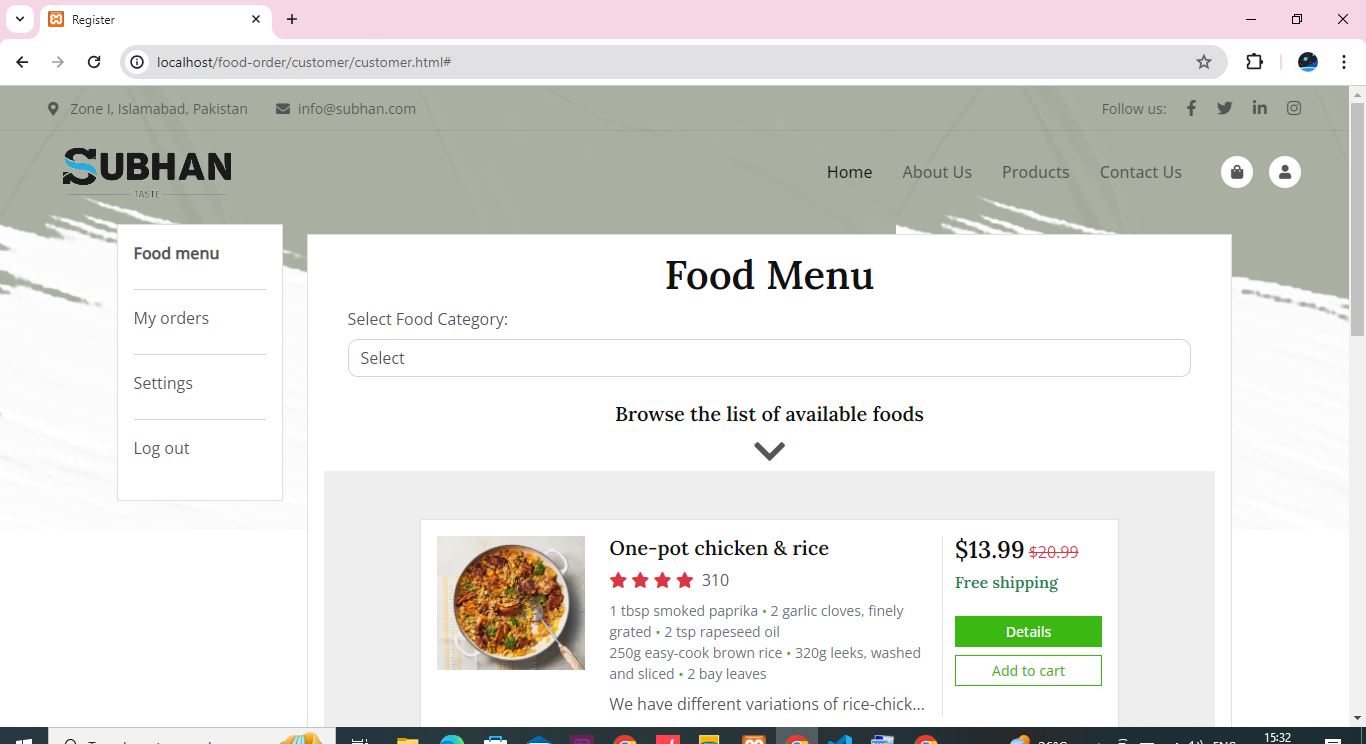 Register
localhost/food-order/customer/customer.html#
Zone I, Islamabad, Pakistan
info@subhan.com
Follow us:
SUBHAN
TASTE
Home
About Us
Products
Contact Us
Food menu
My orders
Settings
Log out
Food Menu
Select Food Category:
Select
Browse the list of available foods
One-pot chicken & rice
310
1 tbsp smoked paprika • 2 garlic cloves, finely
grated • 2 tsp rapeseed oil
250g easy-cook brown rice • 320g leeks, washed
and sliced • 2 bay leaves
We have different variations of rice-chick...
$13.99 $20.99
Free shipping
Details
Add to cart
15:32